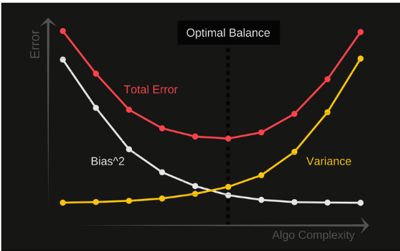 Error
Optimal Balance
Total Error
Bias^2
Variance
Algo Complexity